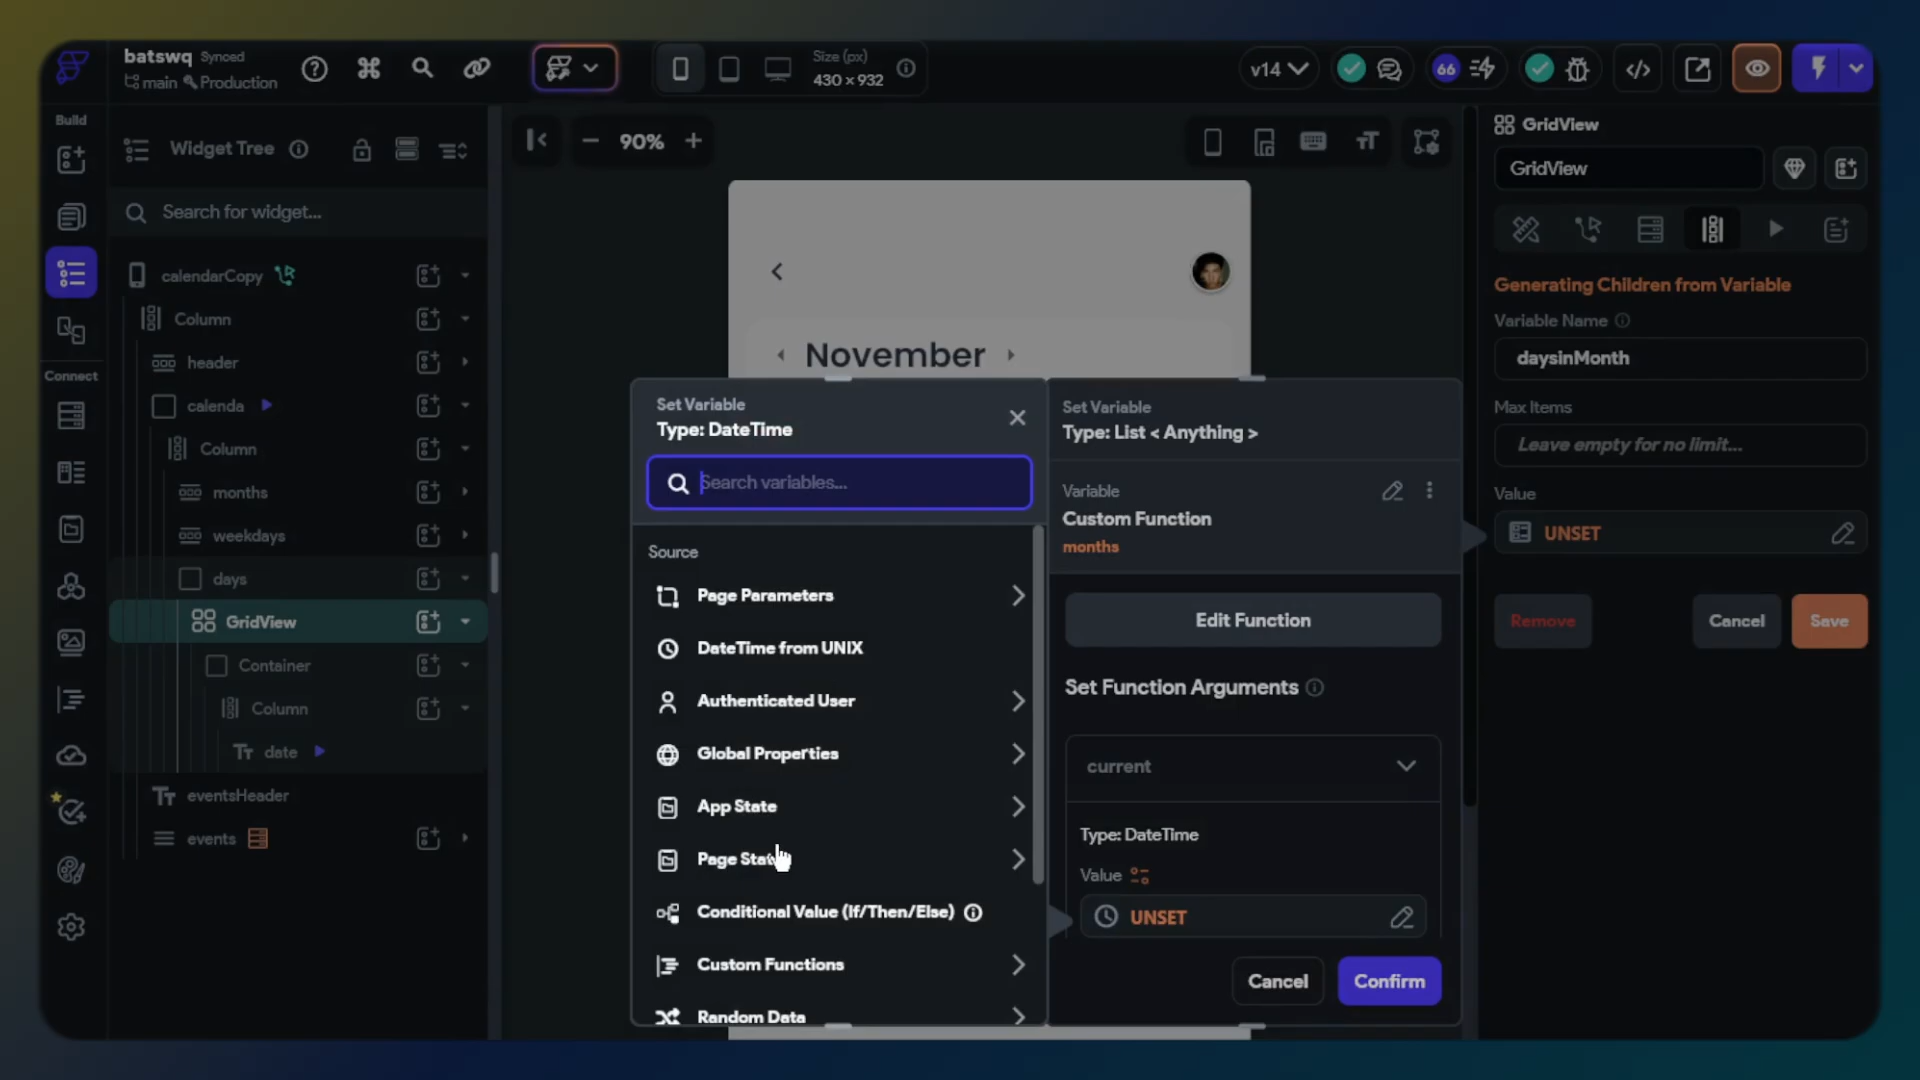 batswq Synced
main Production
Size (px)
430 × 932
v14
66
Build
Widget Tree
90%
Search for widget...
calendarCopy
Column
header
calenda
Column
months
weekdays
days
GridView
Container
Column
date
eventsHeader
events
Connect
November
Set Variable
Type: DateTime
Search variables...
Source
Page Parameters
DateTime from UNIX
Authenticated User
Global Properties
App State
Page State
Conditional Value (If/Then/Else)
Custom Functions
Random Data
Set Variable
Type: List < Anything >
Variable
Custom Function
months
Edit Function
Set Function Arguments
current
Type: DateTime
Value
UNSET
Cancel
Confirm
GridView
GridView
Generating Children from Variable
Variable Name
daysinMonth
Max Items
Leave empty for no limit...
Value
UNSET
Remove
Cancel
Save